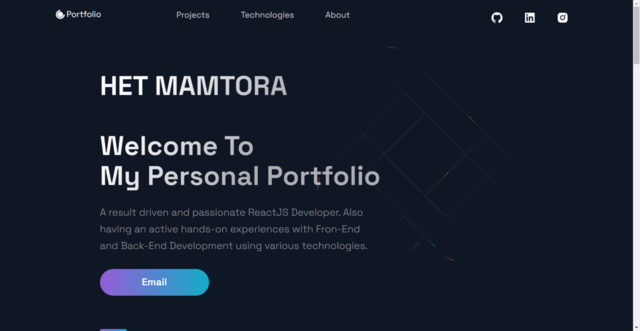 Portfolio
Projects
Technologies
About
HET MAMTORA
Welcome To
My Personal Portfolio
A result driven and passionate ReactJS Developer. Also
having an active hands-on experiences with Fron-End
and Back-End Development using various technologies.
Email